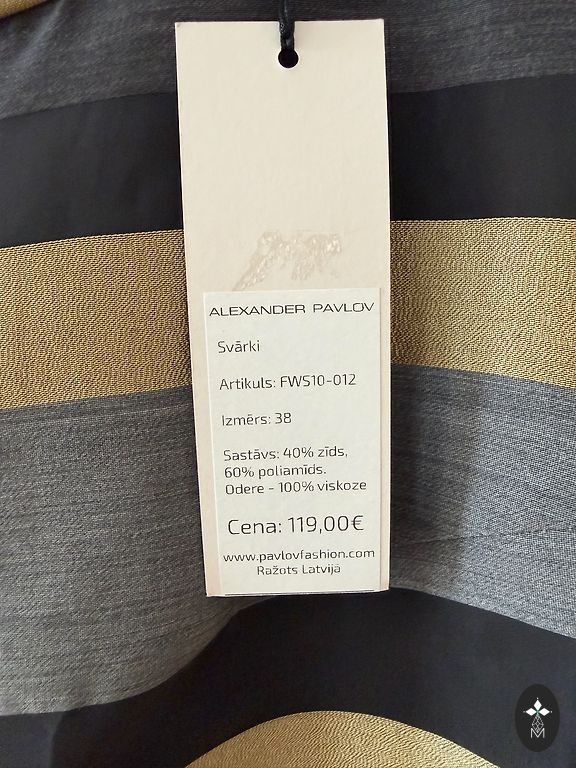 ALEXANDER PAVLOV
Svārki
Artikuls: FWS10-012
Izmērs: 38
Sastāvs: 40% zīds,
60% poliamīds.
Odere - 100% viskoze
Cena: 119,00€
www.pavlovfashion.com
Ražots Latvijā
M